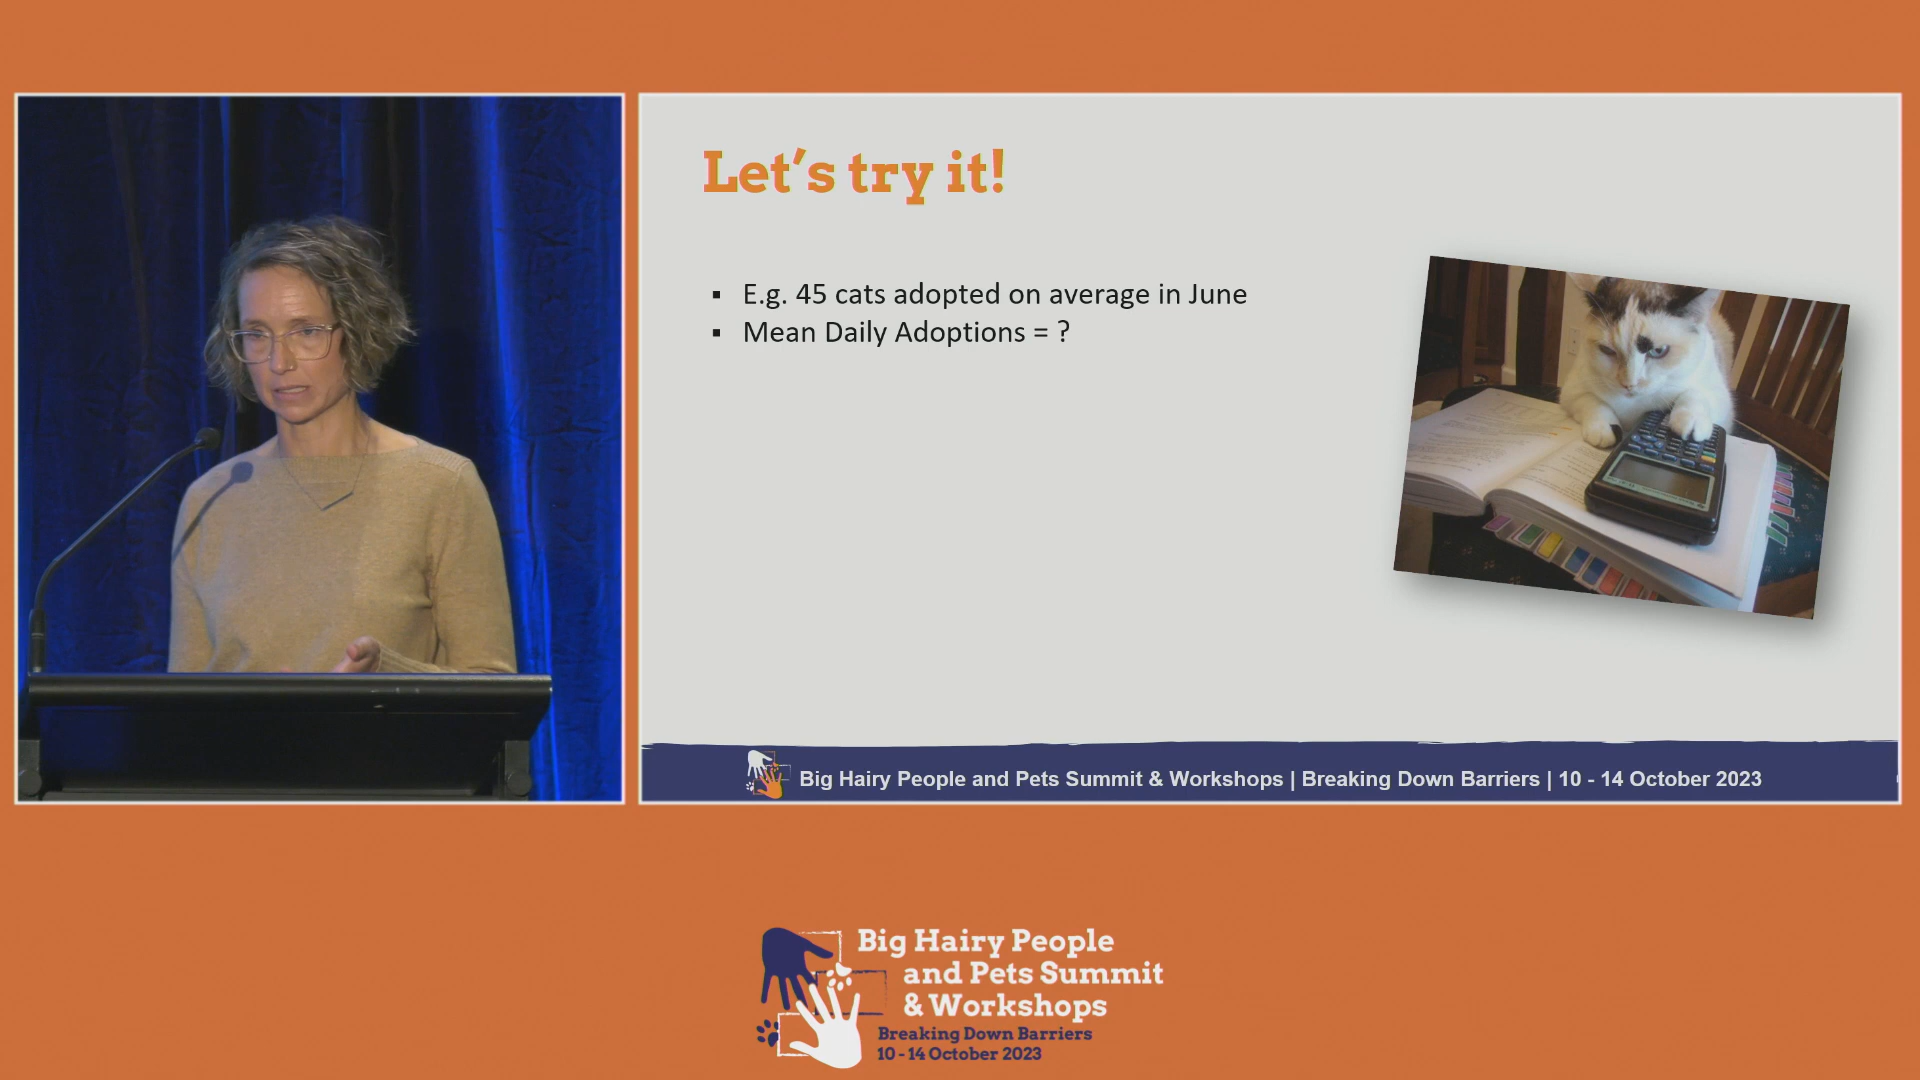 Let's try it!
▪ E.g. 45 cats adopted on average in June
▪ Mean Daily Adoptions = ?
Big Hairy People and Pets Summit & Workshops | Breaking Down Barriers | 10 - 14 October 2023
Big Hairy People
and Pets Summit
& Workshops
Breaking Down Barriers
10 - 14 October 2023